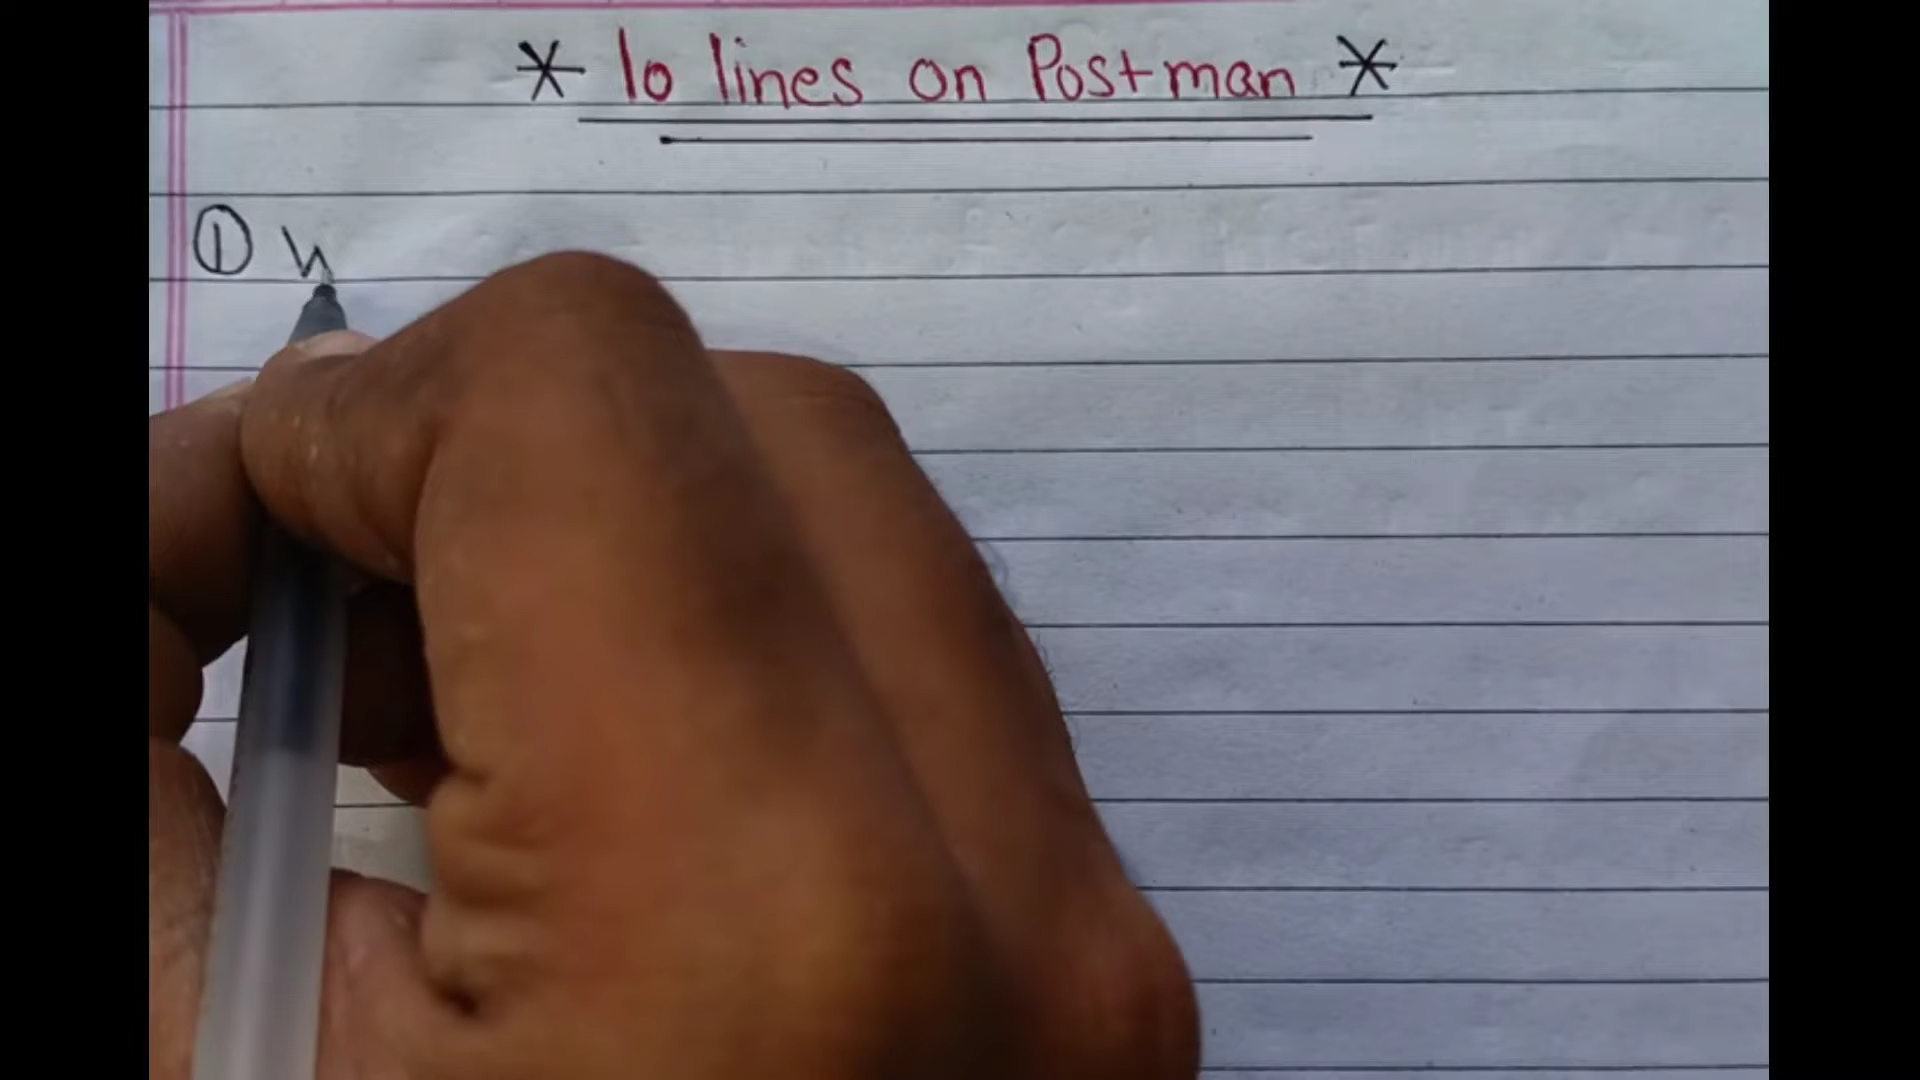 * 10 lines on Postman *
① W